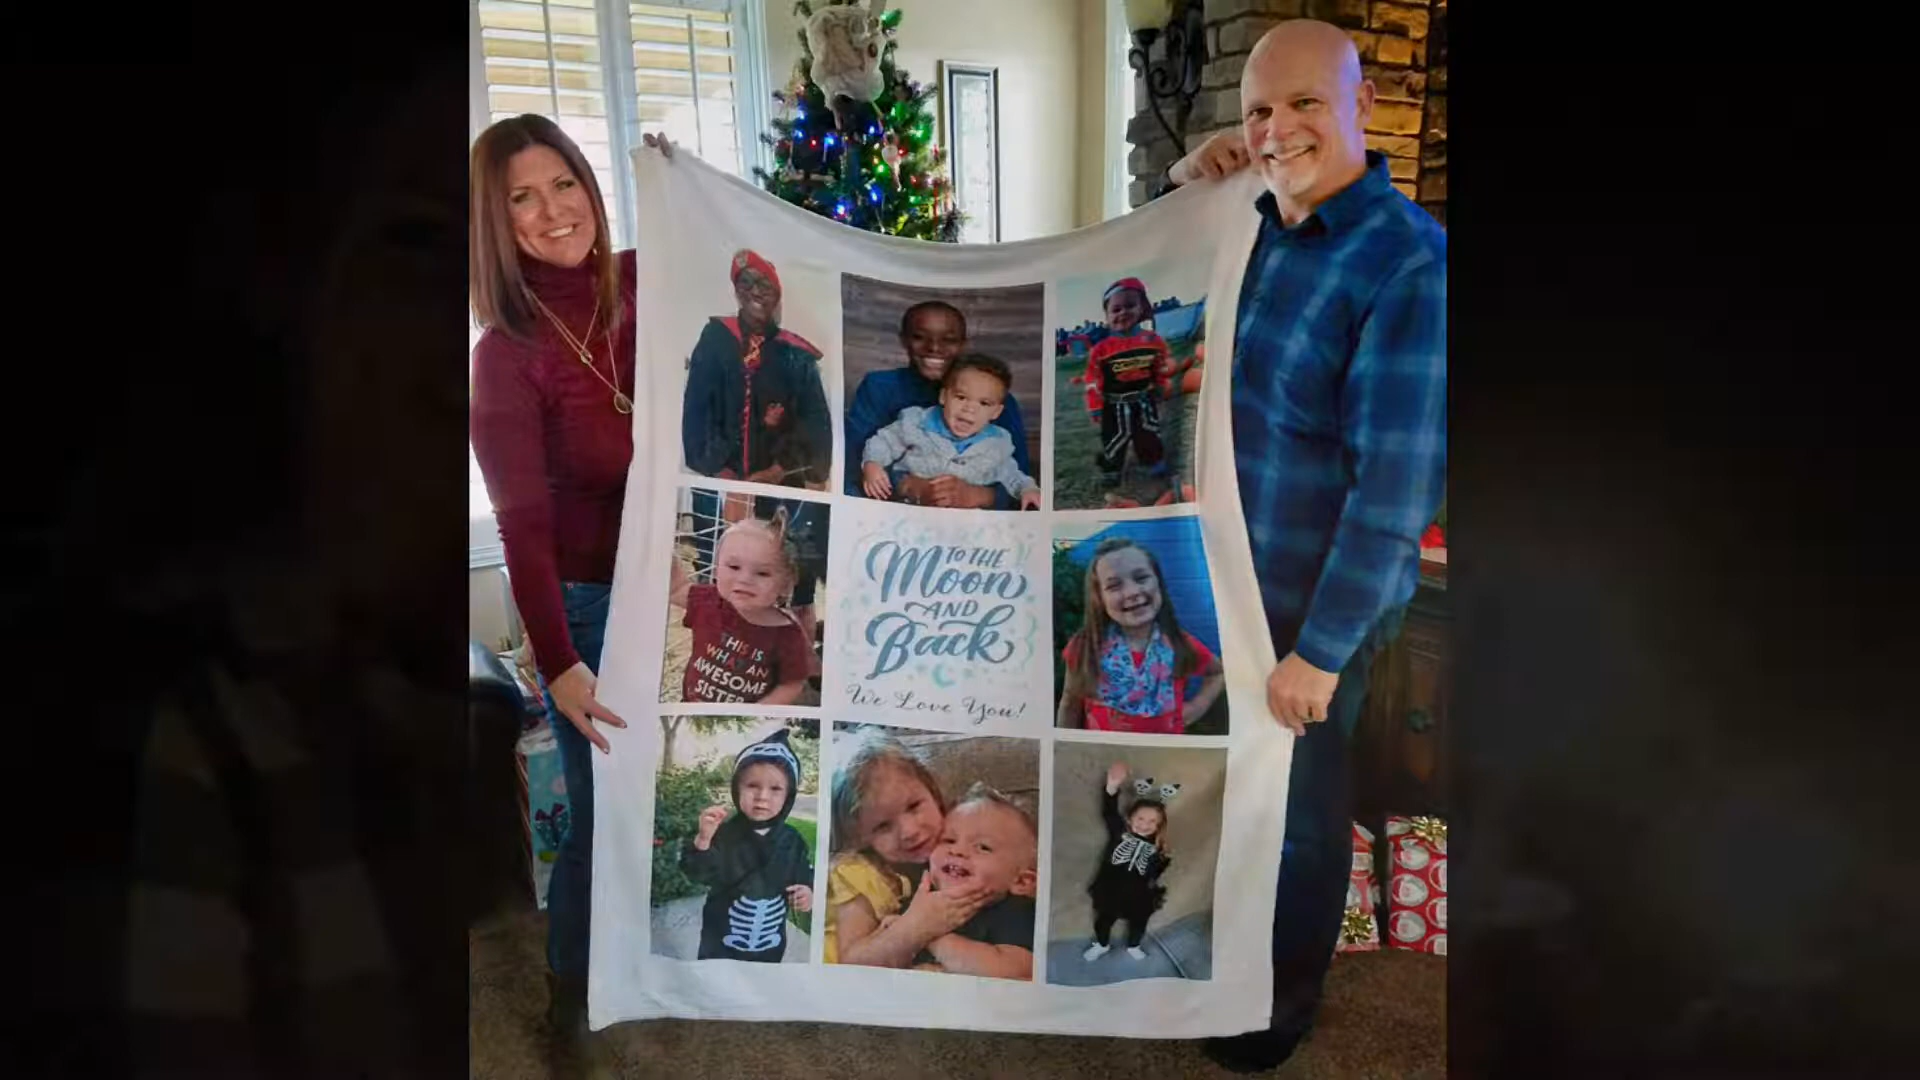 TO THE
Moon
AND
Back
We Love You!
THIS IS
WHAT AN
AWESOME
SISTER